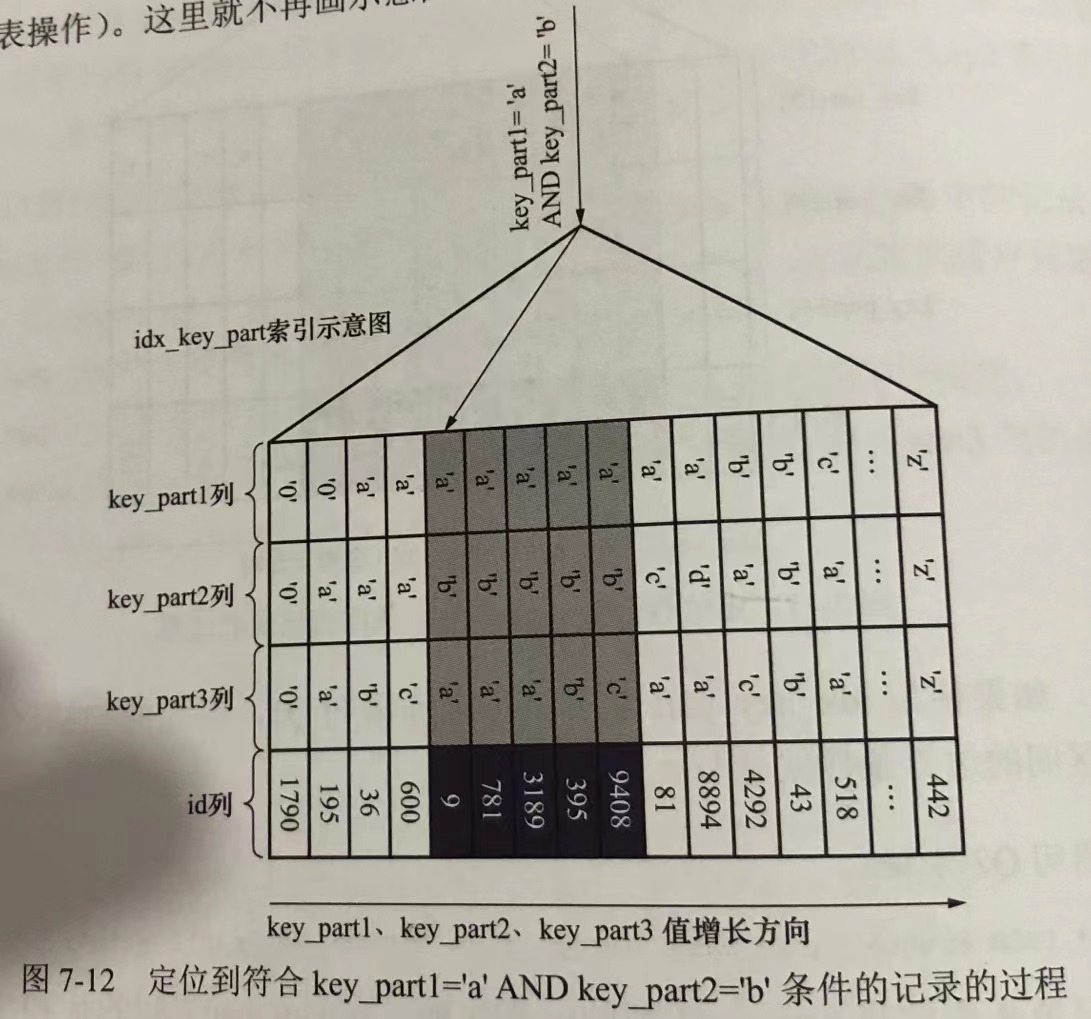 表操作)。这里就不再画示意
key_part1= 'a'
AND key_part2= 'b'
idx_key_part索引示意图
key_part1列 '0' '0' 'a' 'a' 'a' 'a' 'a' 'a' 'a' 'a' 'a' 'b' 'b' 'c' … 'z'
key_part2列 '0' 'a' 'a' 'a' 'b' 'b' 'b' 'b' 'b' 'c' 'd' 'a' 'b' 'a' … 'z'
key_part3列 '0' 'a' 'b' 'c' 'a' 'a' 'a' 'b' 'c' 'a' 'a' 'c' 'b' 'a' … 'z'
id列 1790 195 36 600 9 781 3189 395 9408 81 8894 4292 43 518 … 442
key_part1、key_part2、key_part3 值增长方向
图 7-12 定位到符合 key_part1='a' AND key_part2='b' 条件的记录的过程